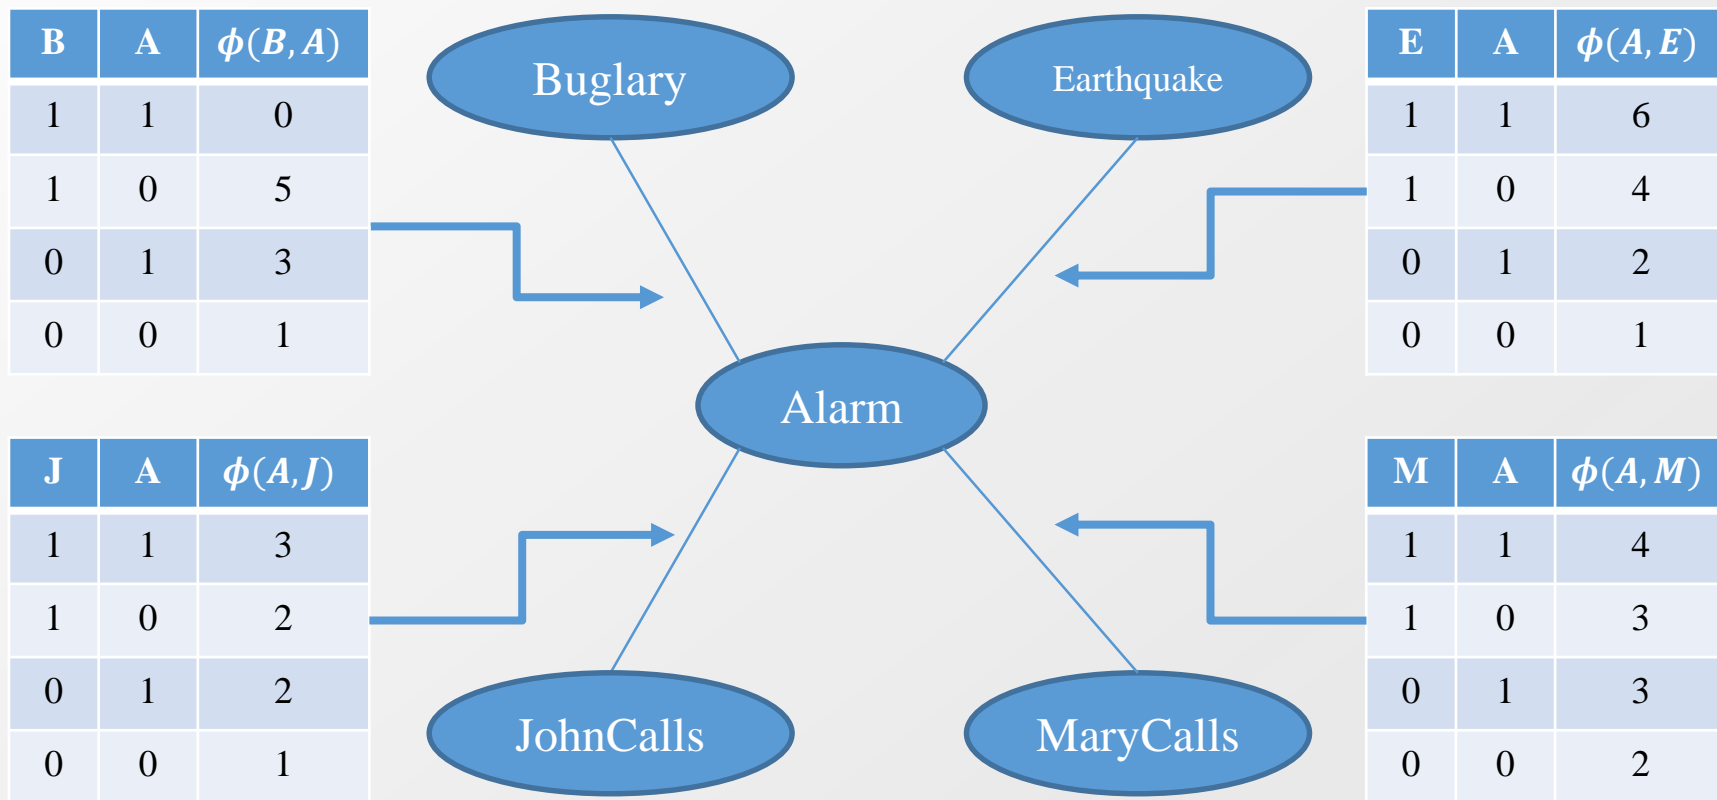 B A ϕ(B, A)
1 1 0
1 0 5
0 1 3
0 0 1
Buglary
Earthquake
E A ϕ(A, E)
1 1 6
1 0 4
0 1 2
0 0 1
Alarm
J A ϕ(A, J)
1 1 3
1 0 2
0 1 2
0 0 1
JohnCalls
MaryCalls
M A ϕ(A, M)
1 1 4
1 0 3
0 1 3
0 0 2